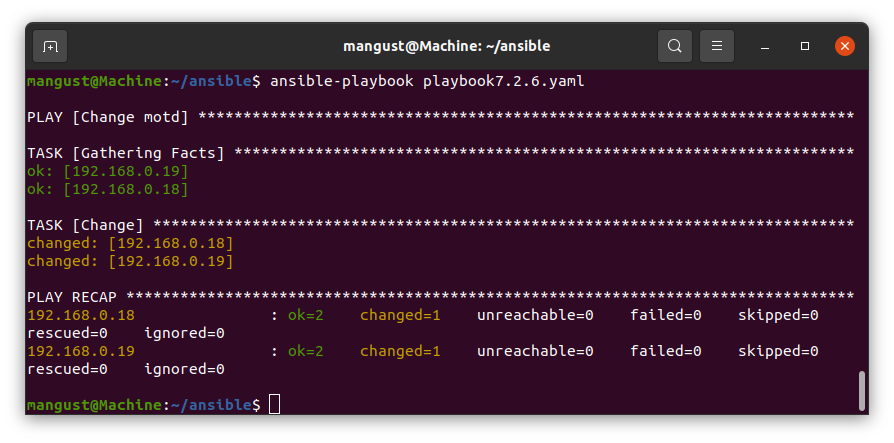 mangust@Machine: ~/ansible
mangust@Machine:~/ansible$ ansible-playbook playbook7.2.6.yaml
PLAY [Change motd] *************************************************************************
TASK [Gathering Facts] *********************************************************************
ok: [192.168.0.19]
ok: [192.168.0.18]
TASK [Change] ******************************************************************************
changed: [192.168.0.18]
changed: [192.168.0.19]
PLAY RECAP *********************************************************************************
192.168.0.18               : ok=2    changed=1    unreachable=0    failed=0    skipped=0
rescued=0    ignored=0
192.168.0.19               : ok=2    changed=1    unreachable=0    failed=0    skipped=0
rescued=0    ignored=0
mangust@Machine:~/ansible$